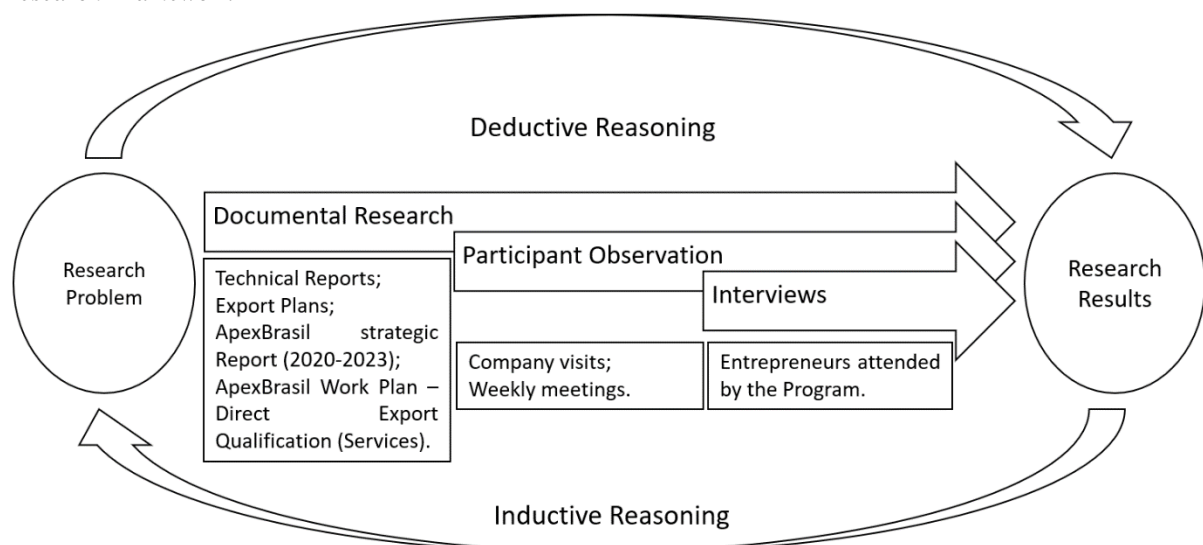 Deductive Reasoning
Documental Research
Participant Observation
Interviews
Research
Problem
Technical Reports;
Export Plans;
ApexBrasil strategic
Report (2020-2023);
ApexBrasil Work Plan –
Direct Export
Qualification (Services).
Company visits;
Weekly meetings.
Entrepreneurs attended
by the Program.
Research
Results
Inductive Reasoning